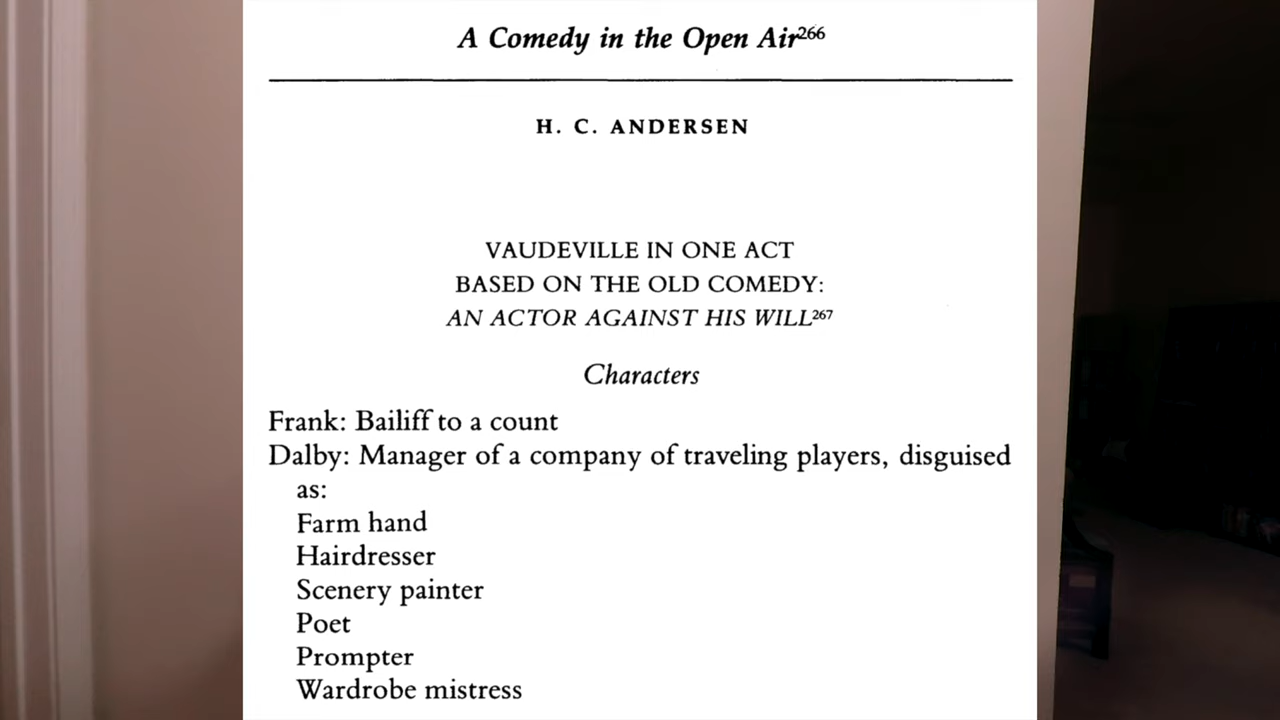 A Comedy in the Open Air266
H. C. ANDERSEN
VAUDEVILLE IN ONE ACT
BASED ON THE OLD COMEDY:
AN ACTOR AGAINST HIS WILL267
Characters
Frank: Bailiff to a count
Dalby: Manager of a company of traveling players, disguised
as:
Farm hand
Hairdresser
Scenery painter
Poet
Prompter
Wardrobe mistress